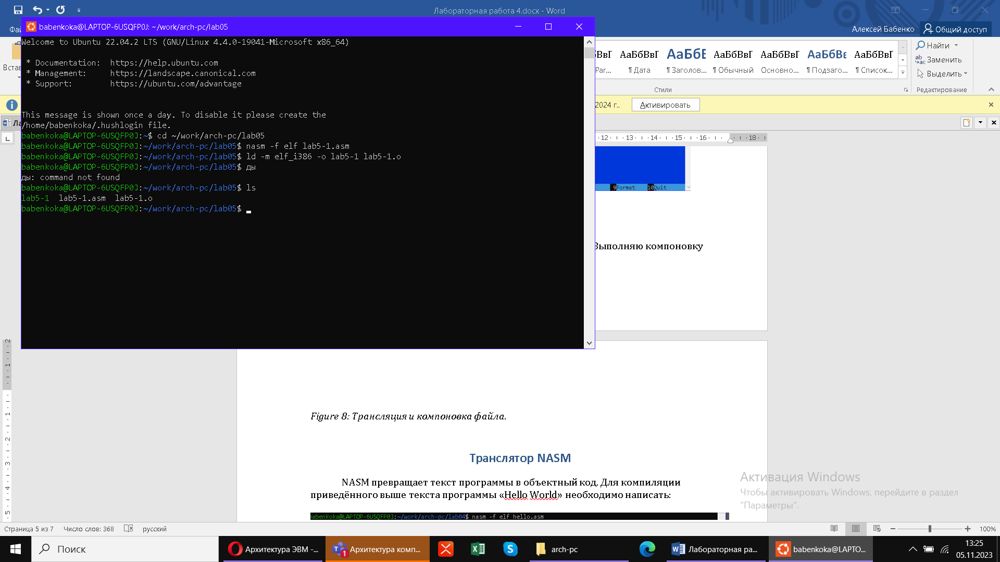 Лабораторная работа 4.docx - Word
Алексей Бабенко
Общий доступ
babenkoka@LAPTOP-6USQFP0J: ~/work/arch-pc/lab05
Welcome to Ubuntu 22.04.2 LTS (GNU/Linux 4.4.0-19041-Microsoft x86_64)
* Documentation: https://help.ubuntu.com
* Management: https://landscape.canonical.com
* Support: https://ubuntu.com/advantage
This message is shown once a day. To disable it please create the
/home/babenkoka/.hushlogin file.
babenkoka@LAPTOP-6USQFP0J:~$ cd ~/work/arch-pc/lab05
babenkoka@LAPTOP-6USQFP0J:~/work/arch-pc/lab05$ nasm -f elf lab5-1.asm
babenkoka@LAPTOP-6USQFP0J:~/work/arch-pc/lab05$ ld -m elf_i386 -o lab5-1 lab5-1.o
babenkoka@LAPTOP-6USQFP0J:~/work/arch-pc/lab05$ ды
ды: command not found
babenkoka@LAPTOP-6USQFP0J:~/work/arch-pc/lab05$ ls
lab5-1 lab5-1.asm lab5-1.o
babenkoka@LAPTOP-6USQFP0J:~/work/arch-pc/lab05$
АаБбВвГ АаБбВ АаБбВвГ АаБбВвГ АаБбВв АаБбВвГ
¶ Дата ¶ Заголов... ¶ Обычный Основно... ¶ Подзаго... ¶ Список...
Стили
Найти
Заменить
Выделить
Редактирование
2024 г..
Активировать
12 13 14 15 16 18
9Format 10Quit
Выполняю компоновку
Figure 8: Трансляция и компоновка файла.
Транслятор NASM
NASM превращает текст программы в объектный код. Для компиляции
приведённого выше текста программы «Hello World» необходимо написать:
babenkoka@LAPTOP-6USQFP0J:~/work/arch-pc/lab04$ nasm -f elf hello.asm
Активация Windows
Чтобы активировать Windows, перейдите в раздел
"Параметры".
Страница 5 из 7 Число слов: 368 русский
100%
Поиск
Архитектура ЭВМ -...
Архитектура комп...
arch-pc
Лабораторная ра...
babenkoka@LAPTO...
13:25
05.11.2023